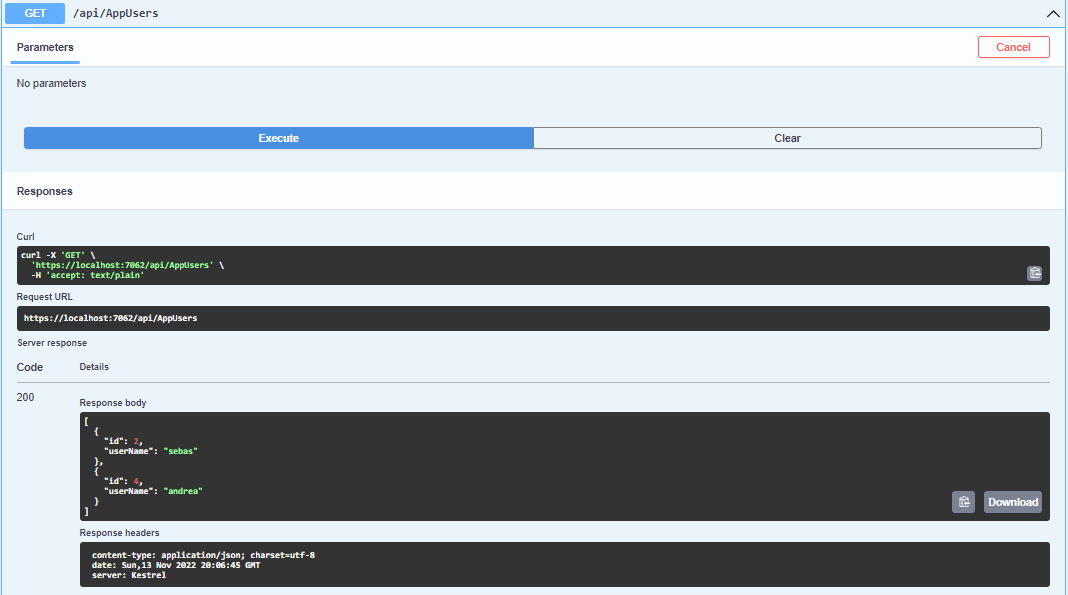 GET /api/AppUsers
Parameters Cancel
No parameters
Execute Clear
Responses
Curl
curl -X 'GET' \
'https://localhost:7062/api/AppUsers' \
-H 'accept: text/plain'
Request URL
https://localhost:7062/api/AppUsers
Server response
Code Details
200
Response body
[
{
"id": 2,
"userName": "sebas"
},
{
"id": 4,
"userName": "andrea"
}
]
Download
Response headers
content-type: application/json; charset=utf-8
date: Sun,13 Nov 2022 20:06:45 GMT
server: Kestrel